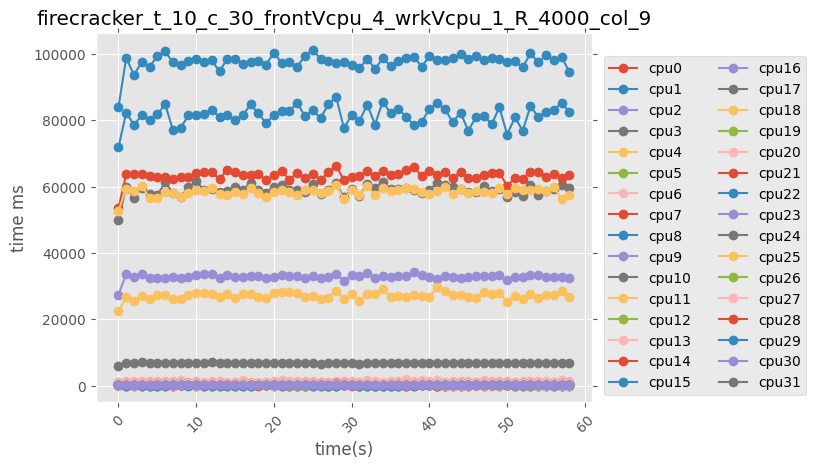 firecracker_t_10_c_30_frontVcpu_4_wrkVcpu_1_R_4000_col_9
time ms
100000
80000
60000
40000
20000
0
0
10
20
30
40
50
60
time(s)
cpu0
cpu1
cpu2
cpu3
cpu4
cpu5
cpu6
cpu7
cpu8
cpu9
cpu10
cpu11
cpu12
cpu13
cpu14
cpu15
cpu16
cpu17
cpu18
cpu19
cpu20
cpu21
cpu22
cpu23
cpu24
cpu25
cpu26
cpu27
cpu28
cpu29
cpu30
cpu31